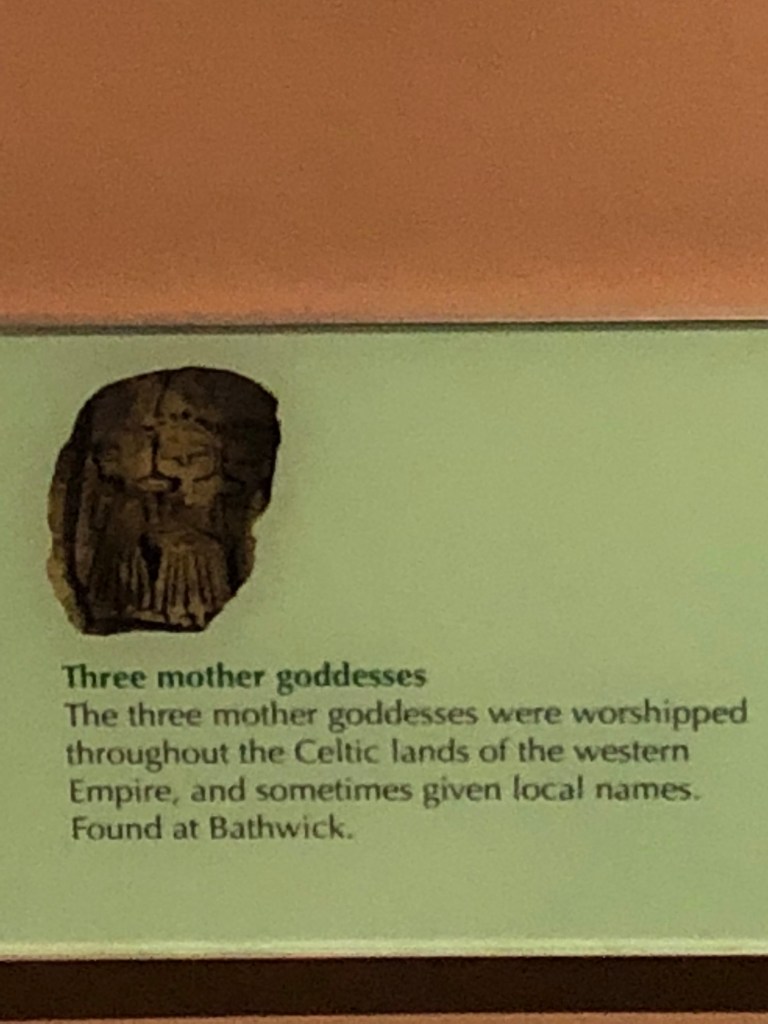 Three mother goddesses
The three mother goddesses were worshipped
throughout the Celtic lands of the western
Empire, and sometimes given local names.
Found at Bathwick.